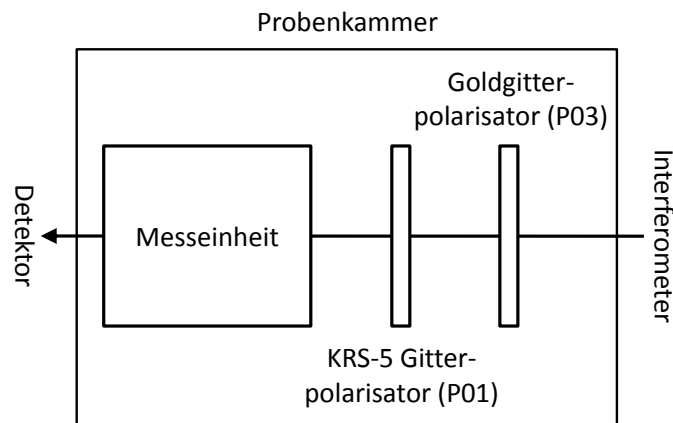 Probenkammer
Goldgitter-
polarisator (P03)
Detektor
Messeinheit
Interferometer
KRS-5 Gitter-
polarisator (P01)